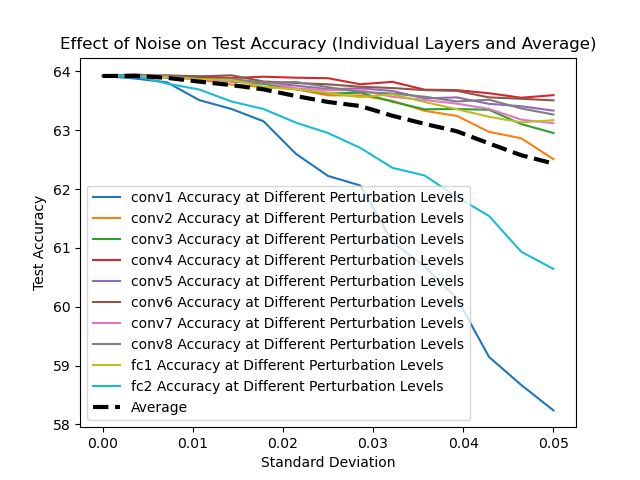 Effect of Noise on Test Accuracy (Individual Layers and Average)
64
63
62
61
60
59
58
Test Accuracy
conv1 Accuracy at Different Perturbation Levels
conv2 Accuracy at Different Perturbation Levels
conv3 Accuracy at Different Perturbation Levels
conv4 Accuracy at Different Perturbation Levels
conv5 Accuracy at Different Perturbation Levels
conv6 Accuracy at Different Perturbation Levels
conv7 Accuracy at Different Perturbation Levels
conv8 Accuracy at Different Perturbation Levels
fc1 Accuracy at Different Perturbation Levels
fc2 Accuracy at Different Perturbation Levels
Average
0.00 0.01 0.02 0.03 0.04 0.05
Standard Deviation